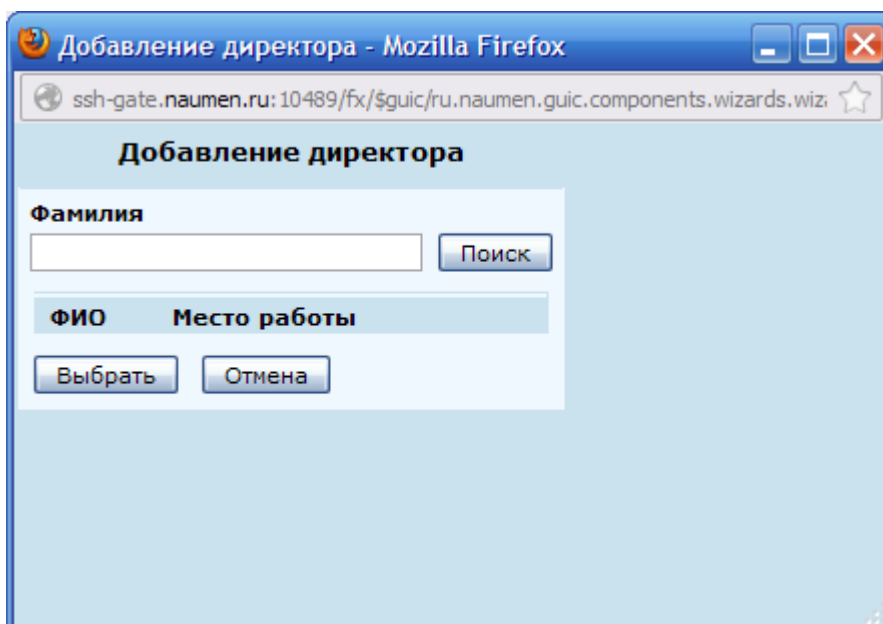 Добавление директора - Mozilla Firefox
ssh-gate.naumen.ru:10489/fx/$guic/ru.naumen.guic.components.wizards.wiz
Добавление директора
Фамилия
Поиск
ФИО Место работы
Выбрать Отмена